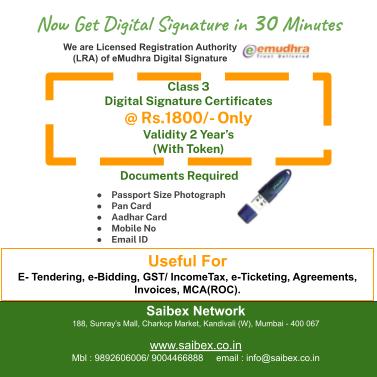 Now Get Digital Signature in 30 Minutes
We are Licensed Registration Authority
(LRA) of eMudhra Digital Signature
emudhra
Trust Delivered
Class 3
Digital Signature Certificates
@ Rs.1800/- Only
Validity 2 Year's
(With Token)
Documents Required
• Passport Size Photograph
• Pan Card
• Aadhar Card
• Mobile No
• Email ID
Useful For
E- Tendering, e-Bidding, GST/ IncomeTax, e-Ticketing, Agreements,
Invoices, MCA(ROC).
Saibex Network
188, Sunray's Mall, Charkop Market, Kandivali (W), Mumbai - 400 067
www.saibex.co.in
Mbl : 9892606006/ 9004466888 email : info@saibex.co.in